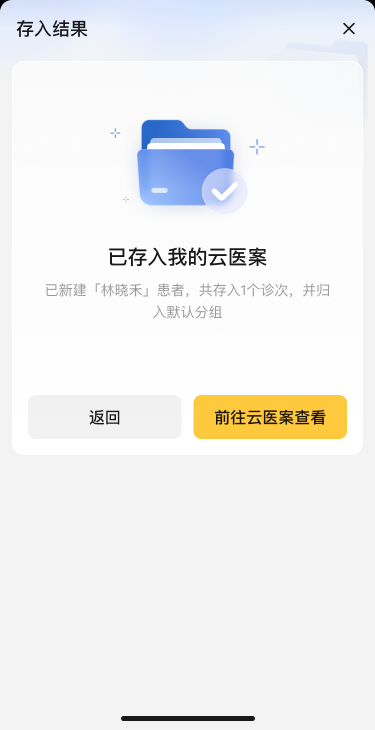 存入结果
已存入我的云医案
已新建「林晓禾」患者，共存入1个诊次，并归
入默认分组
返回
前往云医案查看